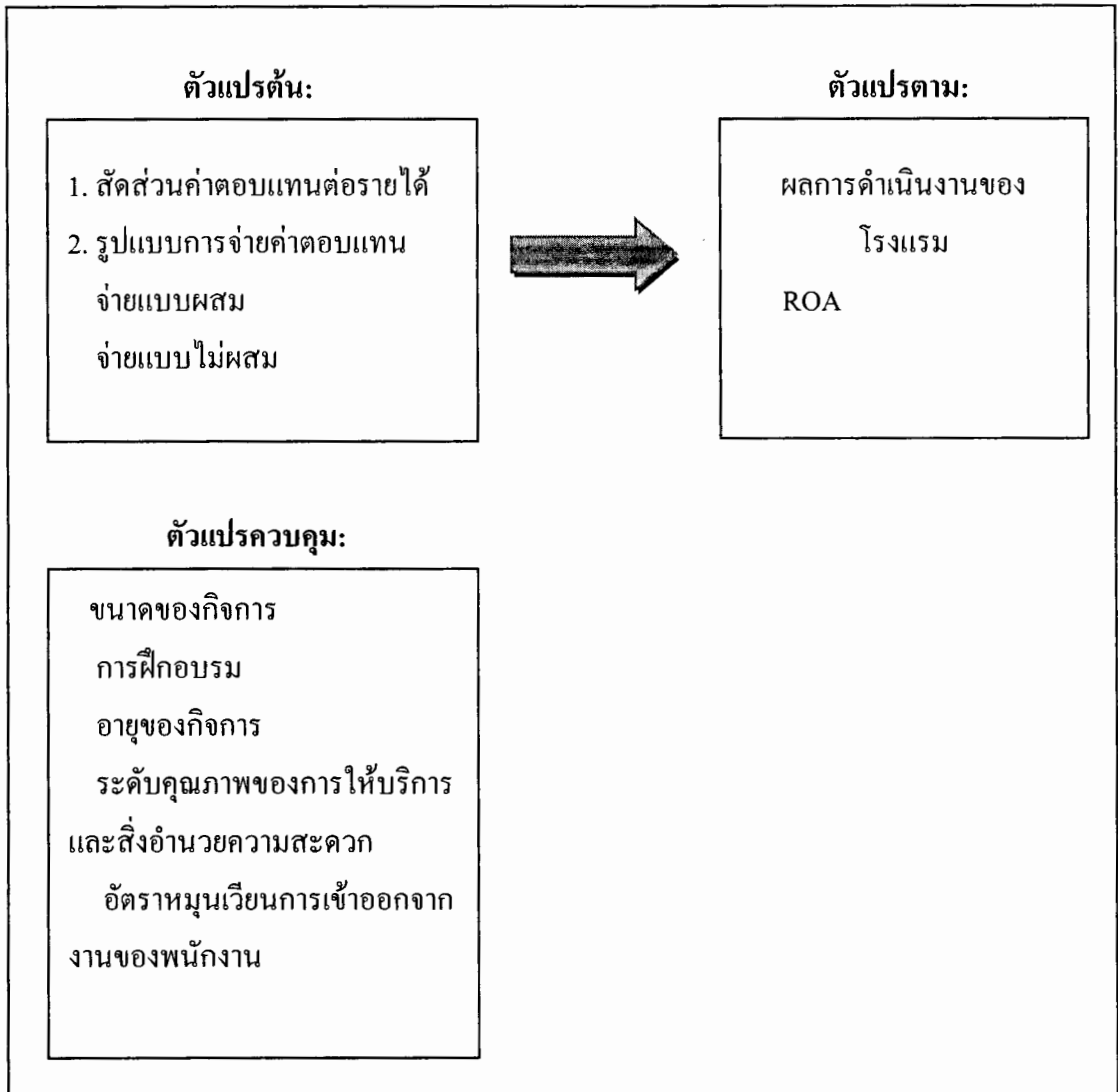 ตัวแปรต้น:
1. สัดส่วนค่าตอบแทนต่อรายได้
2. รูปแบบการจ่ายค่าตอบแทน
จ่ายแบบผสม
จ่ายแบบไม่ผสม
ตัวแปรตาม:
ผลการดำเนินงานของ
โรงแรม
ROA
ตัวแปรควบคุม:
ขนาดของกิจการ
การฝึกอบรม
อายุของกิจการ
ระดับคุณภาพของการให้บริการ
และสิ่งอำนวยความสะดวก
อัตราหมุนเวียนการเข้าออกจาก
งานของพนักงาน